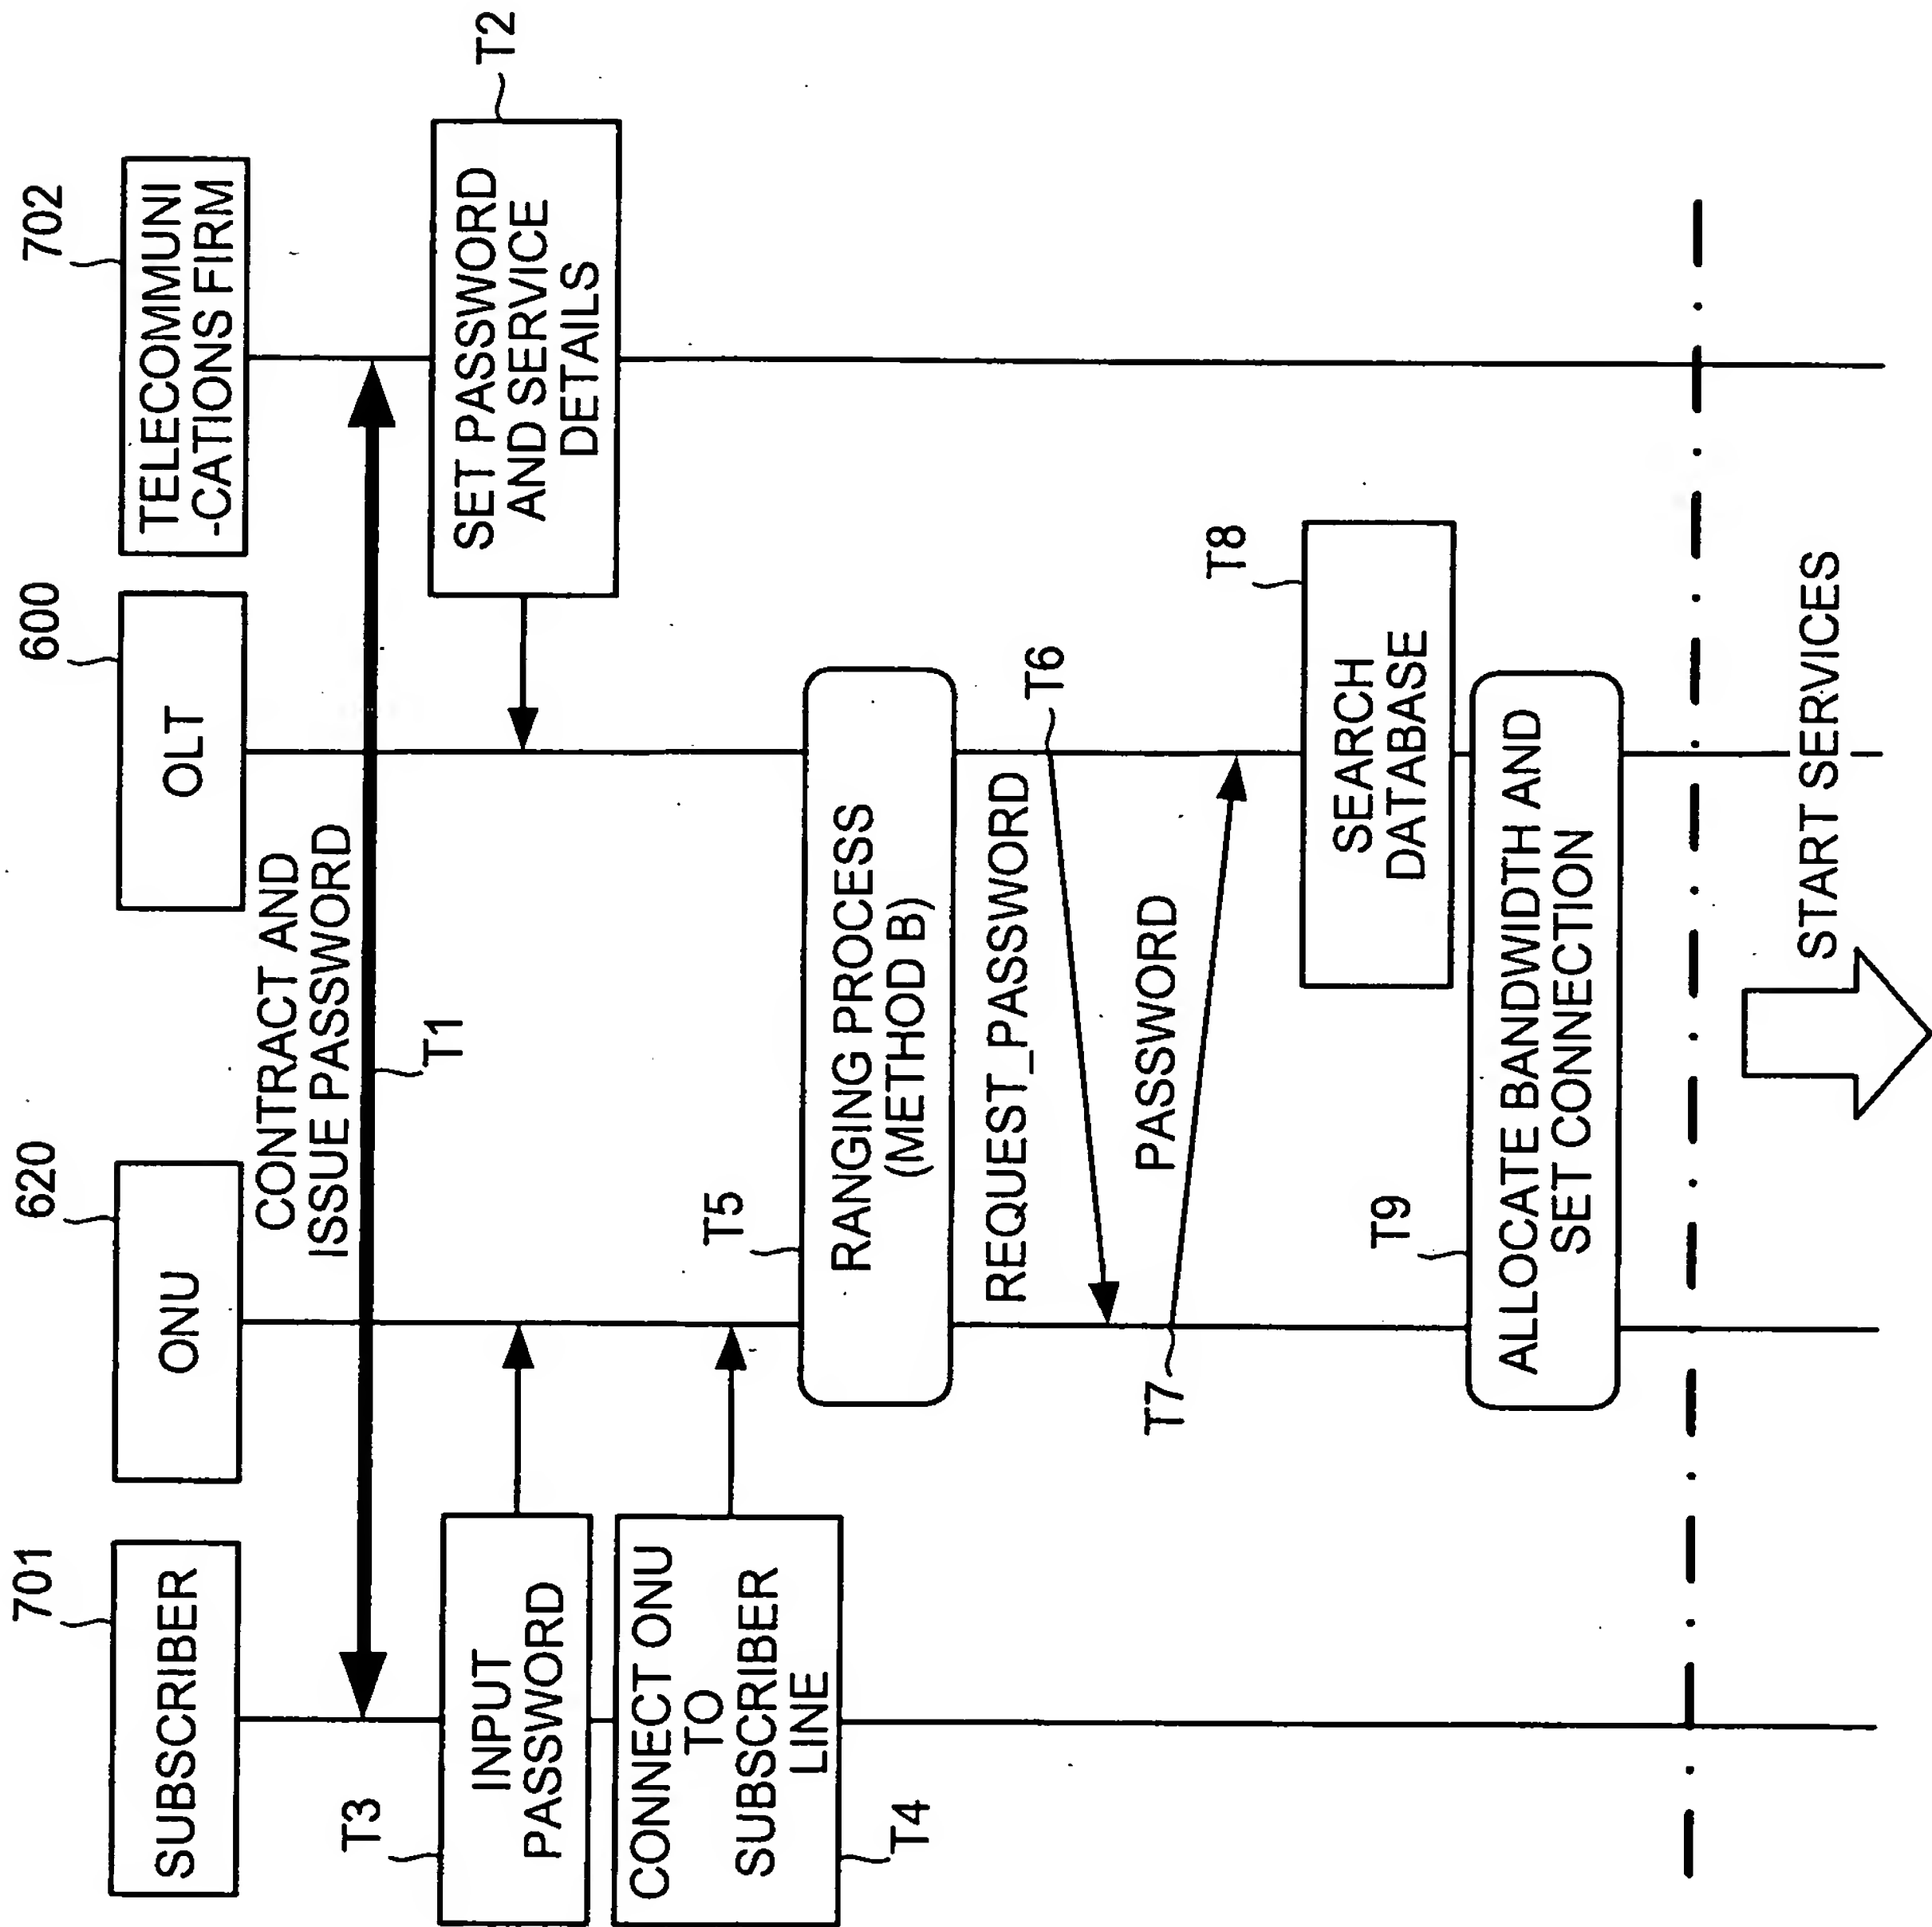 701
SUBSCRIBER
620
ONU
600
OLT
702
TELECOMMUNI
-CATIONS FIRM
CONTRACT AND
ISSUE PASSWORD
T1
T2
SET PASSWORD
AND SERVICE
DETAILS
T3
INPUT
PASSWORD
CONNECT ONU
TO
SUBSCRIBER
LINE
T4
T5
RANGING PROCESS
(METHOD B)
REQUEST_PASSWORD
T6
PASSWORD
T7
T8
SEARCH
DATABASE
T9
ALLOCATE BANDWIDTH AND
SET CONNECTION
START SERVICES